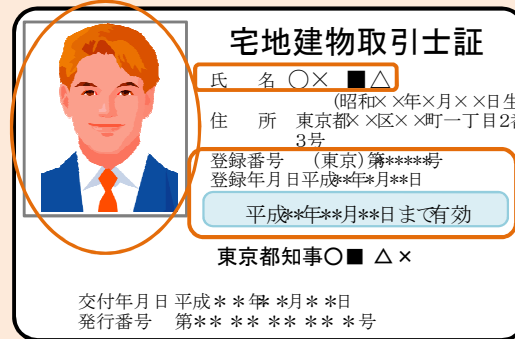 宅地建物取引士証
氏 名 ○× ■△
(昭和××年×月××日生
住 所 東京都××区××町一丁目2番
3号
登録番号 (東京)第*****号
登録年月日平成**年*月**日
平成**年**月**日まで有効
東京都知事○■ △×
交付年月日 平成**年**月**日
発行番号 第** ** ** ** * *号